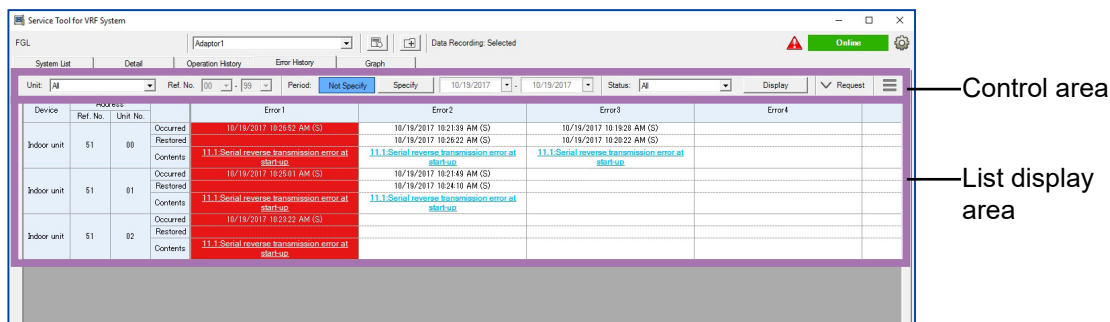 Service Tool for VRF System
FGL Adaptor1 Data Recording: Selected Online
System List Detail Operation History Error History Graph
Unit: All Ref. No. 00 - 99 Period: Not Specify Specify 10/19/2017 - 10/19/2017 Status: All Display Request
Control area
Device Address Error1 Error2 Error3 Error4
Ref. No. Unit No.
Occurred 10/19/2017 10:26:52 AM (S) 10/19/2017 10:21:39 AM (S) 10/19/2017 10:19:28 AM (S)
Indoor unit 51 00 Restored 10/19/2017 10:26:22 AM (S) 10/19/2017 10:20:22 AM (S)
Contents 11.1:Serial reverse transmission error at 11.1:Serial reverse transmission error at 11.1:Serial reverse transmission error at
start-up start-up start-up
Occurred 10/19/2017 10:25:01 AM (S) 10/19/2017 10:21:49 AM (S)
Indoor unit 51 01 Restored 10/19/2017 10:24:10 AM (S)
Contents 11.1:Serial reverse transmission error at 11.1:Serial reverse transmission error at
start-up start-up
List display
area
Occurred 10/19/2017 10:23:22 AM (S)
Indoor unit 51 02 Restored
Contents 11.1:Serial reverse transmission error at
start-up